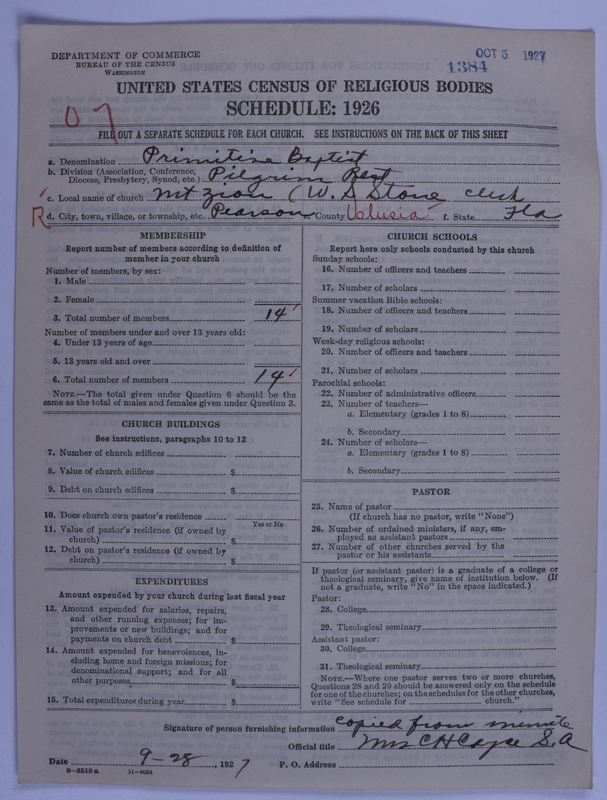 DEPARTMENT OF COMMERCE
BUREAU OF THE CENSUS
WASHINGTON
OCT 5 1927
1384
UNITED STATES CENSUS OF RELIGIOUS BODIES
SCHEDULE: 1926
07
FILL OUT A SEPARATE SCHEDULE FOR EACH CHURCH. SEE INSTRUCTIONS ON THE BACK OF THIS SHEET
a. Denomination Primitive Baptist
b. Division (Association, Conference, Diocese, Presbytery, Synod, etc.) Pilgrim Rest
c. Local name of church Mt zion (W. S Stone clerk
R d. City, town, village, or township, etc. Pearson County Volusia f. State Fla
MEMBERSHIP
Report number of members according to definition of
member in your church
Number of members, by sex:
1. Male
2. Female
3. Total number of members 14
Number of members under and over 13 years old:
4. Under 13 years of age
5. 13 years old and over
6. Total number of members 14
NOTE.—The total given under Question 6 should be
same as the total of males and females given under Question 3.
CHURCH BUILDINGS
See instructions, paragraphs 10 to 12
7. Number of church edifices
8. Value of church edifices $
9. Debt on church edifices $
10. Does church own pastor's residence
Yes or No
11. Value of pastor's residence (if owned by
church) $
12. Debt on pastor's residence (if owned by
church) $
EXPENDITURES
Amount expended by your church during last fiscal year
13. Amount expended for salaries, repairs,
and other running expenses; for im-
provements or new buildings; and for
payments on church debt $
14. Amount expended for benevolences, in-
cluding home and foreign missions; for
denominational support; and for all
other purposes $
15. Total expenditures during year $
CHURCH SCHOOLS
Report here only schools conducted by this church
Sunday schools:
16. Number of officers and teachers
17. Number of scholars
Summer vacation Bible schools:
18. Number of officers and teachers
19. Number of scholars
Week-day religious schools:
20. Number of officers and teachers
21. Number of scholars
Parochial schools:
22. Number of administrative officers
23. Number of teachers—
a. Elementary (grades 1 to 8)
b. Secondary
24. Number of scholars—
a. Elementary (grades 1 to 8)
b. Secondary
PASTOR
25. Name of pastor
(If church has no pastor, write "None")
26. Number of ordained ministers, if any, em-
ployed as assistant pastors
27. Number of other churches served by the
pastor or his assistants
If pastor (or assistant pastor) is a graduate of a college or
theological seminary, give name of institution below. (If
not a graduate, write "No" in the space indicated.)
Pastor:
28. College
29. Theological seminary
Assistant pastor:
30. College
31. Theological seminary
NOTE.—Where one pastor serves two or more churches,
Questions 28 and 29 should be answered only on the schedule
for one of the churches; on the schedules for the other churches,
write "See schedule for church."
Signature of person furnishing information copied from minute
Official title Mrs C H Cage S. A
Date 9-28, 1927 P. O. Address
8-5519a 11-9034